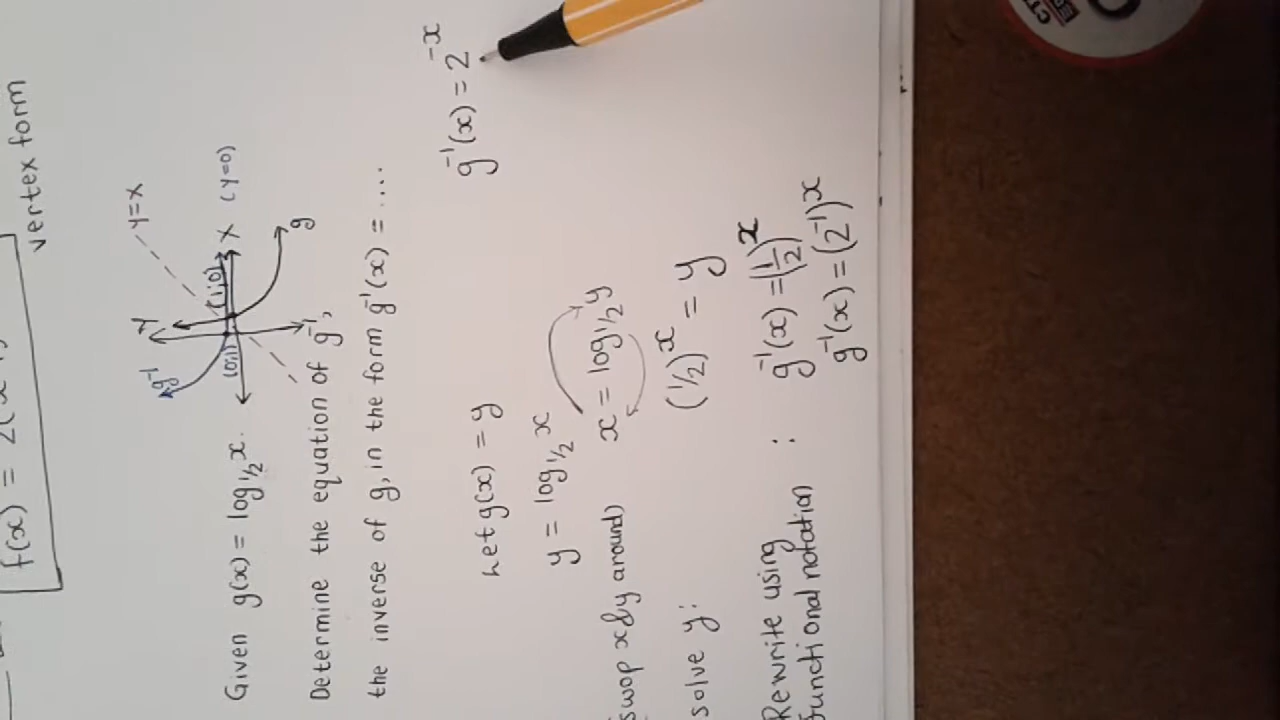 f(x) = 2(x
vertex form
Given g(x) = log½ x.
Determine the equation of g⁻¹,
the inverse of g, in the form g⁻¹(x) = ....
g⁻¹
y
y=x
(0;1)
(1;0)
x (y=0)
g
Let g(x) = y
y = log½ x
swop x & y around)
x = log½ y
solve y:
(½)ˣ = y
Rewrite using
functional notation :
g⁻¹(x) = (1/2)ˣ
g⁻¹(x) = (2⁻¹)ˣ
g⁻¹(x) = 2⁻ˣ